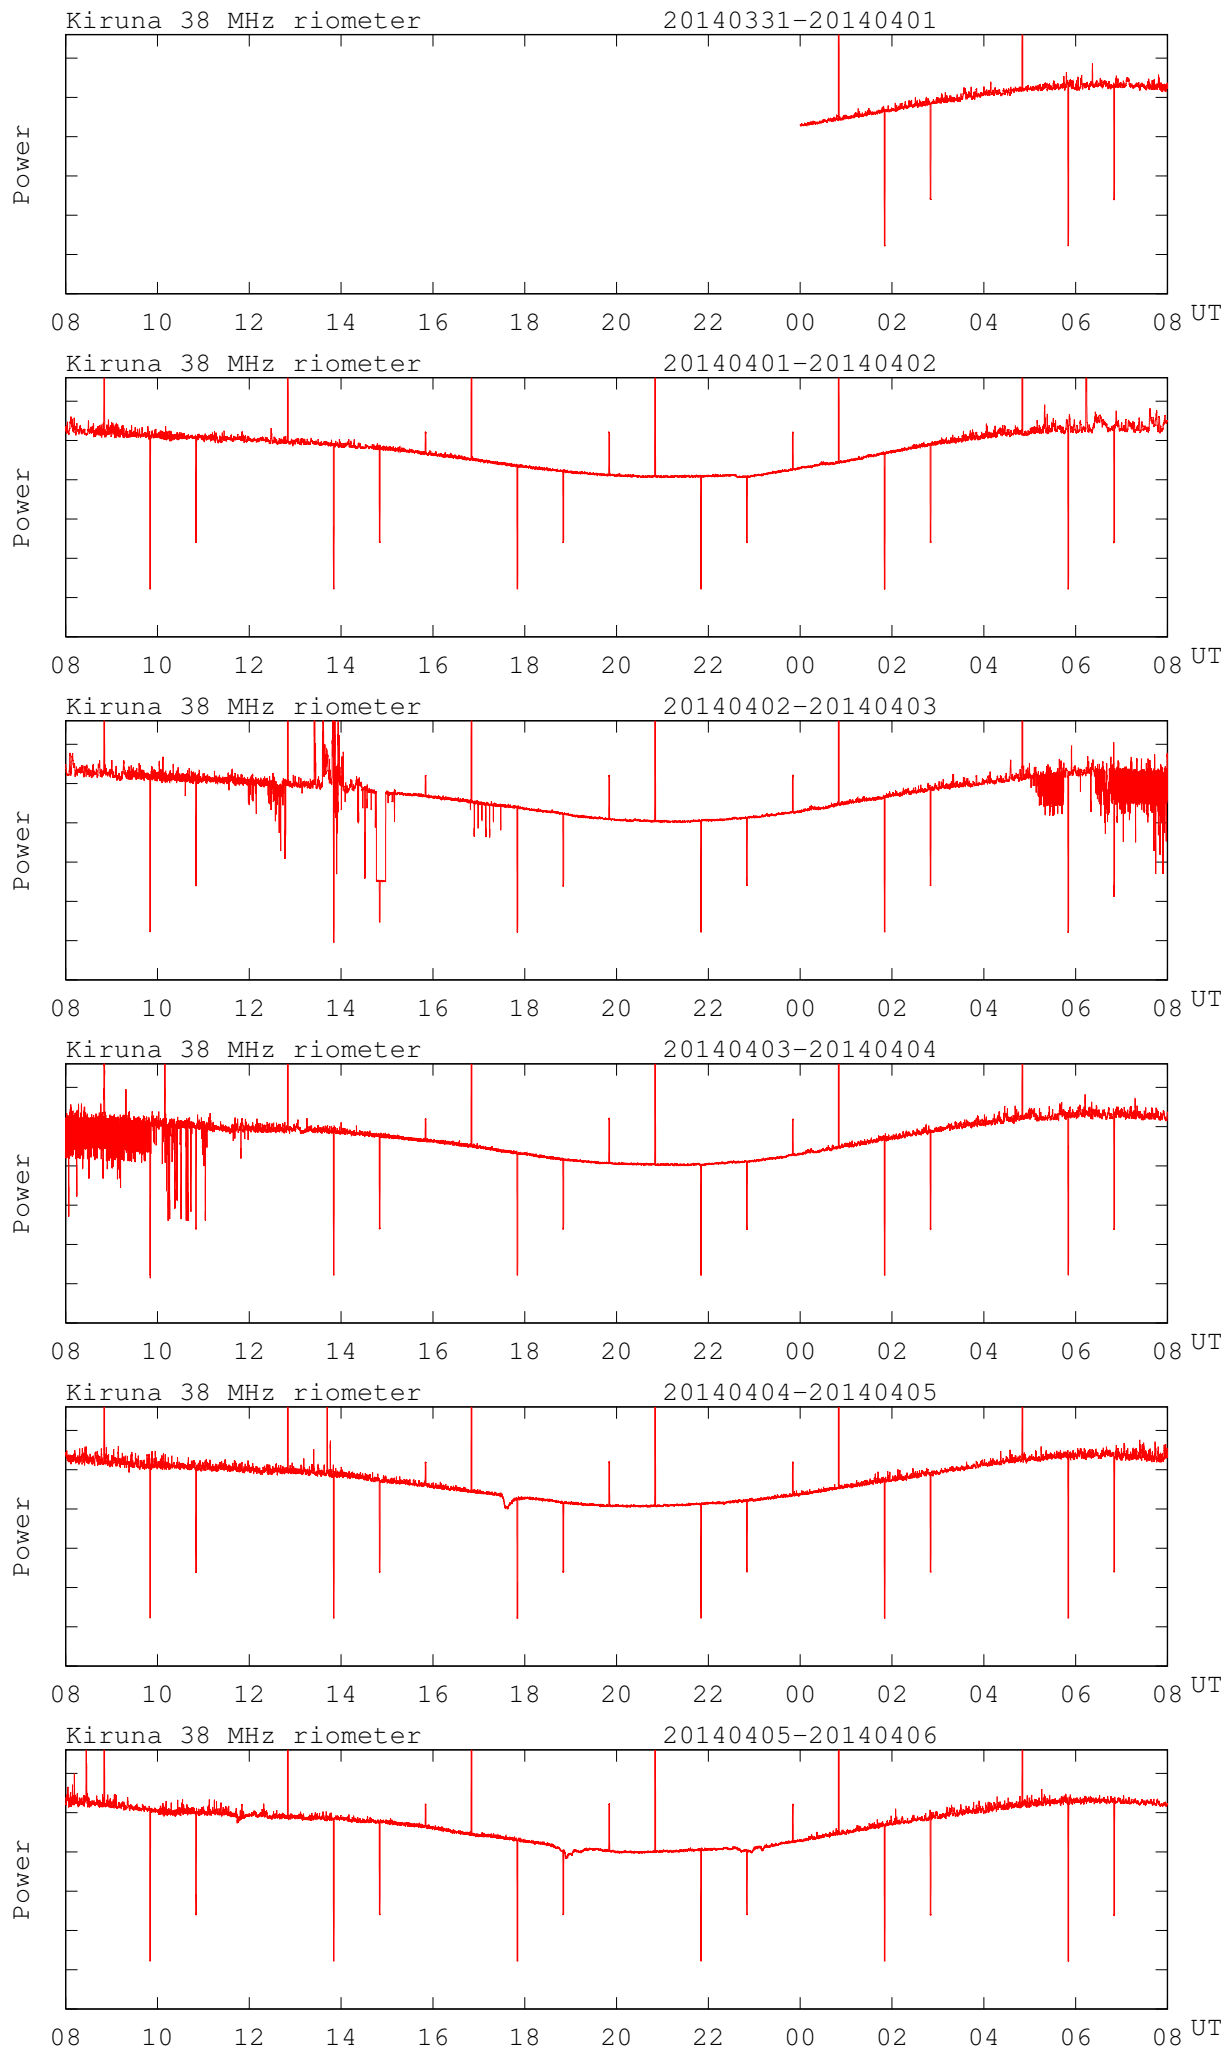 Kiruna 38 MHz riometer 20140331-20140401
Power
08 10 12 14 16 18 20 22 00 02 04 06 08 UT
Kiruna 38 MHz riometer 20140401-20140402
Power
08 10 12 14 16 18 20 22 00 02 04 06 08 UT
Kiruna 38 MHz riometer 20140402-20140403
Power
08 10 12 14 16 18 20 22 00 02 04 06 08 UT
Kiruna 38 MHz riometer 20140403-20140404
Power
08 10 12 14 16 18 20 22 00 02 04 06 08 UT
Kiruna 38 MHz riometer 20140404-20140405
Power
08 10 12 14 16 18 20 22 00 02 04 06 08 UT
Kiruna 38 MHz riometer 20140405-20140406
Power
08 10 12 14 16 18 20 22 00 02 04 06 08 UT